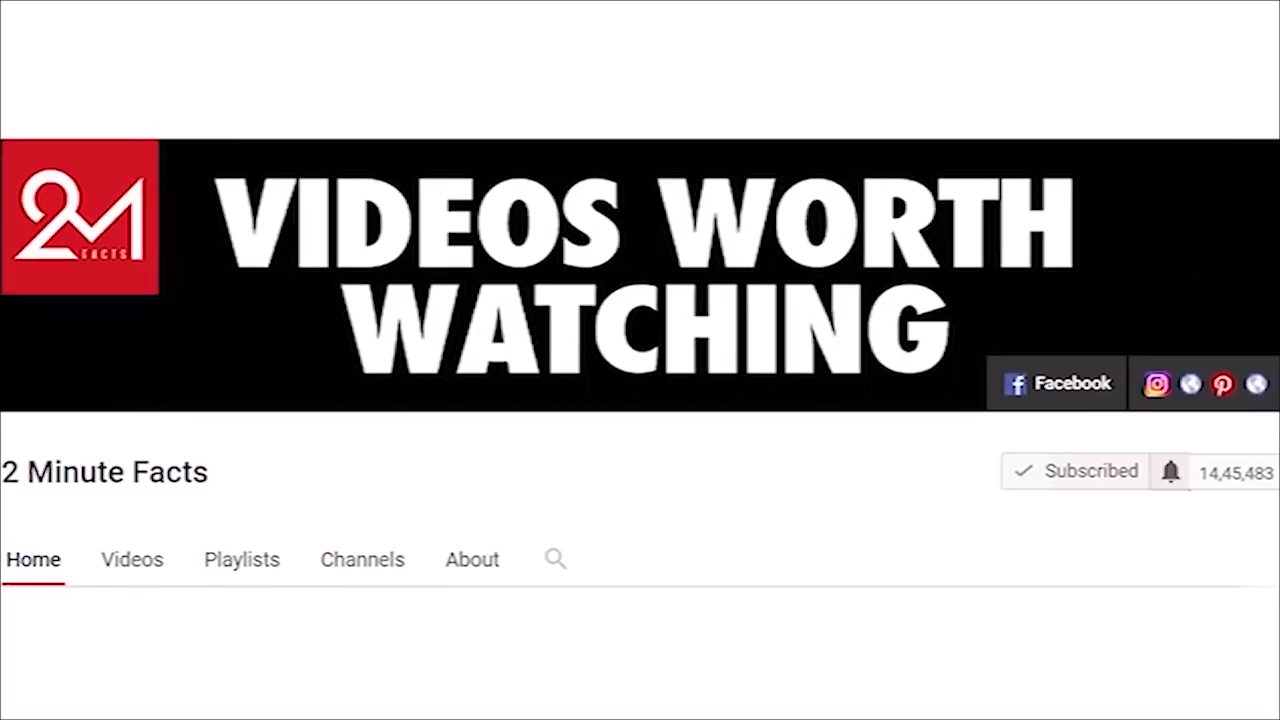 2M
FACTS
VIDEOS WORTH
WATCHING
Facebook
2 Minute Facts
Subscribed
14,45,483
Home
Videos
Playlists
Channels
About